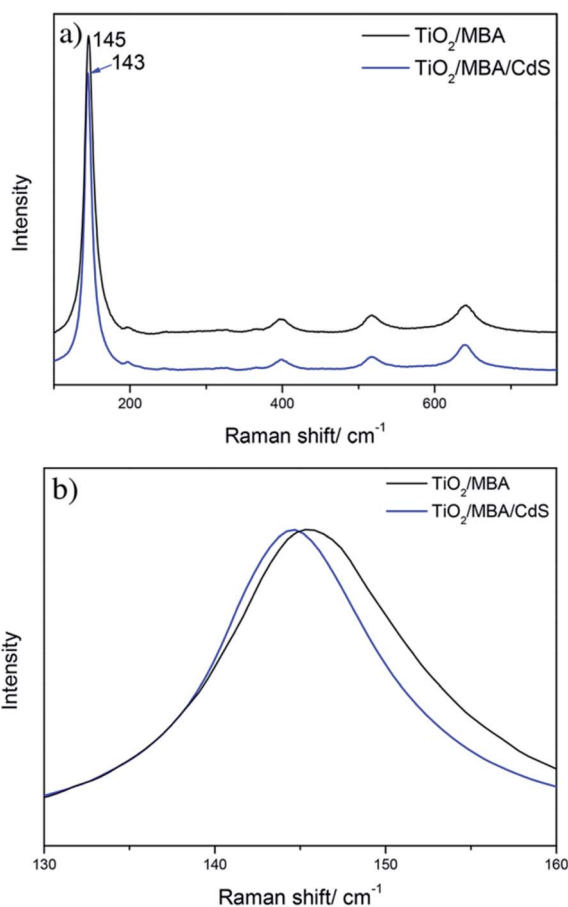 a)
145
143
TiO₂/MBA
TiO₂/MBA/CdS
Intensity
200 400 600
Raman shift/ cm⁻¹
b)
TiO₂/MBA
TiO₂/MBA/CdS
Intensity
130 140 150 160
Raman shift/ cm⁻¹